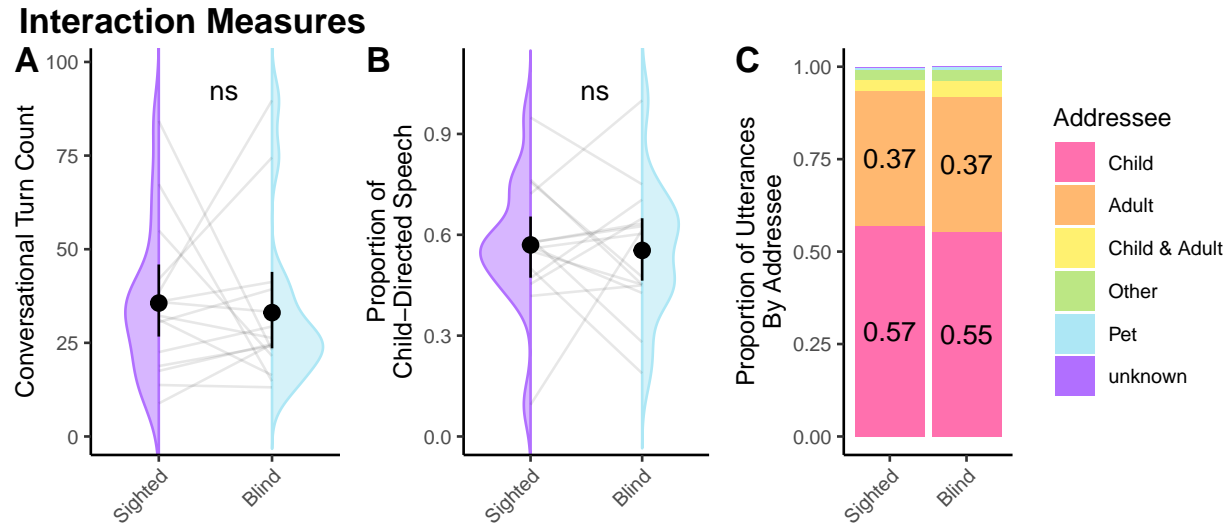 Interaction Measures
A
Conversational Turn Count
100
75
50
25
0
ns
Sighted
Blind
B
Proportion of
Child−Directed Speech
0.9
0.6
0.3
0.0
ns
Sighted
Blind
C
Proportion of Utterances
By Addressee
1.00
0.75
0.50
0.25
0.00
0.37
0.37
0.57
0.55
Sighted
Blind
Addressee
Child
Adult
Child & Adult
Other
Pet
unknown